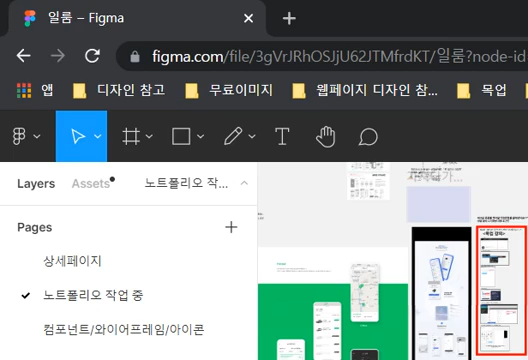 일룸 – Figma
figma.com/file/3gVrJRhOSJjU62JTMfrdKT/일룸?node-id
앱 디자인 참고 무료이미지 웹페이지 디자인 참... 목업
Layers Assets 노트폴리오 작...
Pages
상세페이지
노트폴리오 작업 중
컴포넌트/와이어프레임/아이콘